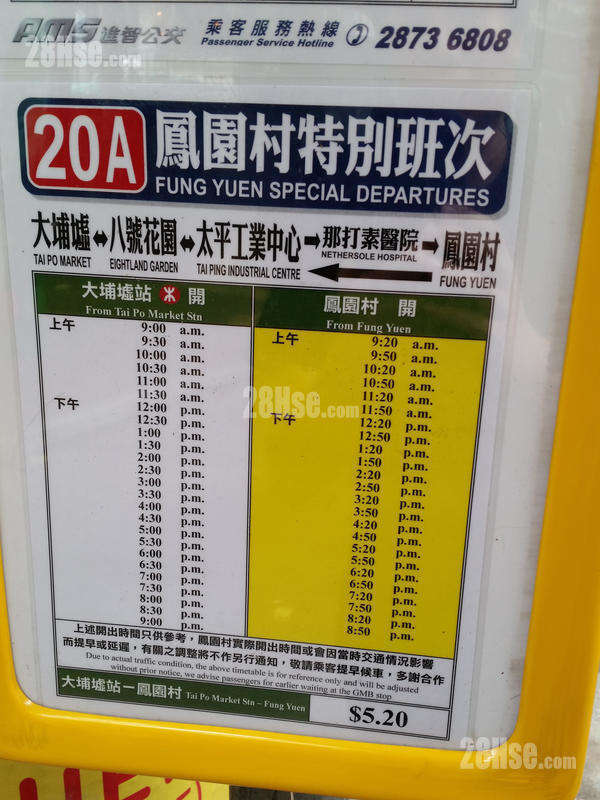 AMS 進智公交 乘客服務熱線 2873 6808
Passenger Service Hotline
28Hse.com
20A 鳳園村特別班次
FUNG YUEN SPECIAL DEPARTURES
大埔墟 八號花園 太平工業中心 那打素醫院 鳳園村
TAI PO MARKET EIGHTLAND GARDEN TAI PING INDUSTRIAL CENTRE NETHERSOLE HOSPITAL FUNG YUEN
大埔墟站 開
From Tai Po Market Stn
上午 9:00 a.m.
9:30 a.m.
10:00 a.m.
10:30 a.m.
11:00 a.m.
11:30 a.m.
下午 12:00 p.m.
12:30 p.m.
1:00 p.m.
1:30 p.m.
2:00 p.m.
2:30 p.m.
3:00 p.m.
3:30 p.m.
4:00 p.m.
4:30 p.m.
5:00 p.m.
5:30 p.m.
6:00 p.m.
6:30 p.m.
7:00 p.m.
7:30 p.m.
8:00 p.m.
8:30 p.m.
9:00 p.m.
鳳園村 開
From Fung Yuen
上午 9:20 a.m.
9:50 a.m.
10:20 a.m.
10:50 a.m.
11:20 a.m.
11:50 a.m.
下午 12:20 p.m.
12:50 p.m.
1:20 p.m.
1:50 p.m.
2:20 p.m.
2:50 p.m.
3:20 p.m.
3:50 p.m.
4:20 p.m.
4:50 p.m.
5:20 p.m.
5:50 p.m.
6:20 p.m.
6:50 p.m.
7:20 p.m.
7:50 p.m.
8:20 p.m.
8:50 p.m.
28Hse.com
上述開出時間只供參考，鳳園村實際開出時間或會因當時交通情況影響
而提早或延遲，有關之調整將不作另行通知，敬請乘客提早候車，多謝合作
Due to actual traffic condition, the above timetable is for reference only and will be adjusted
without prior notice, we advise passengers for earlier waiting at the GMB stop
大埔墟站－鳳園村 Tai Po Market Stn – Fung Yuen
$5.20
28Hse.com